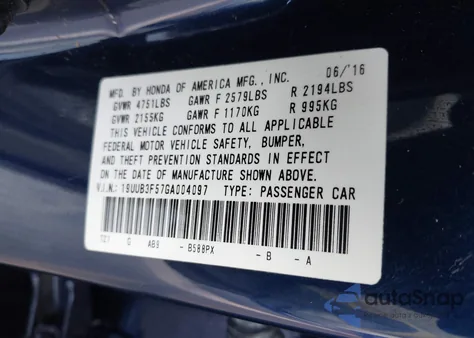 MFD. BY HONDA OF AMERICA MFG., INC. 06/'16
GVWR 4751LBS GAWR F 2579LBS R 2194LBS
GVWR 2155KG GAWR F 1170KG R 995KG
THIS VEHICLE CONFORMS TO ALL APPLICABLE
FEDERAL MOTOR VEHICLE SAFETY, BUMPER,
AND THEFT PREVENTION STANDARDS IN EFFECT
ON THE DATE OF MANUFACTURE SHOWN ABOVE.
V.I.N.: 19UUB3F57GA004097 TYPE: PASSENGER CAR
0 AB9 - B588PX - B - A
autoSnap